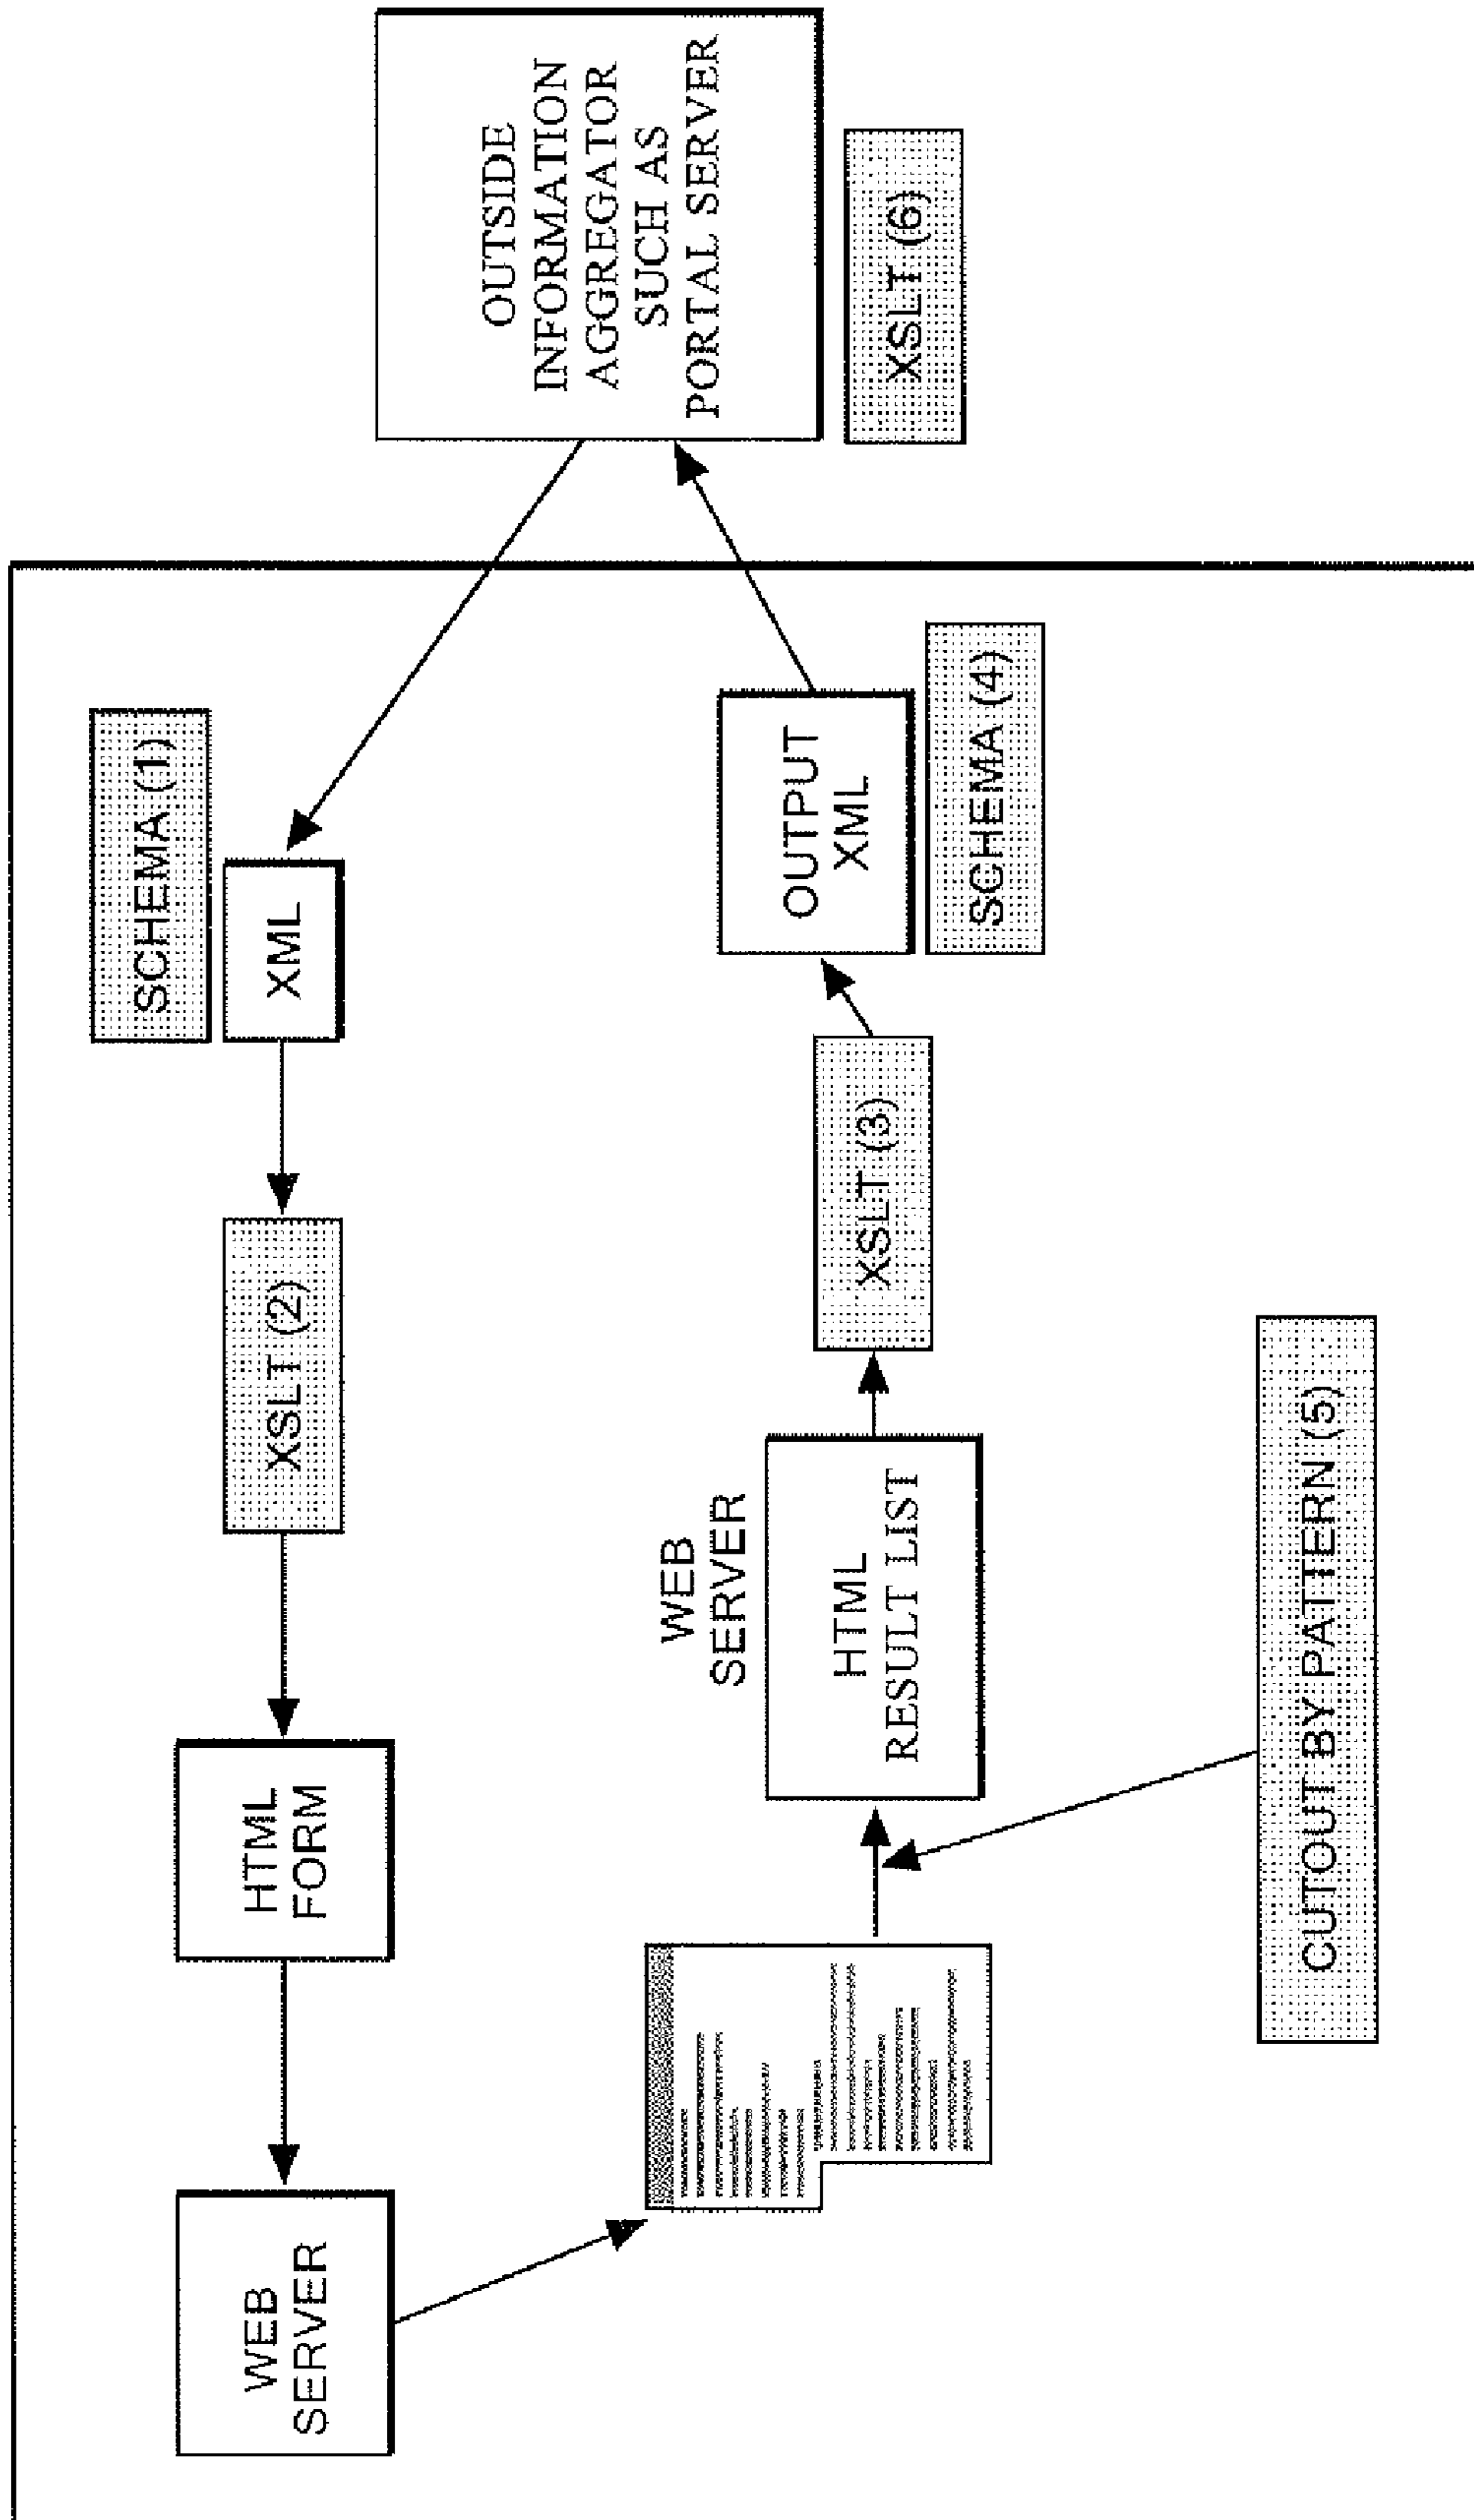 SCHEMA (1)
WEB
SERVER
HTML
FORM
XSLT (2)
XML
OUTSIDE
INFORMATION
AGGREGATOR
SUCH AS
PORTAL SERVER
WEB
SERVER
HTML
RESULT LIST
XSLT (3)
OUTPUT
XML
SCHEMA (4)
XSLT (6)
CUTOUT BY PATTERN (5)